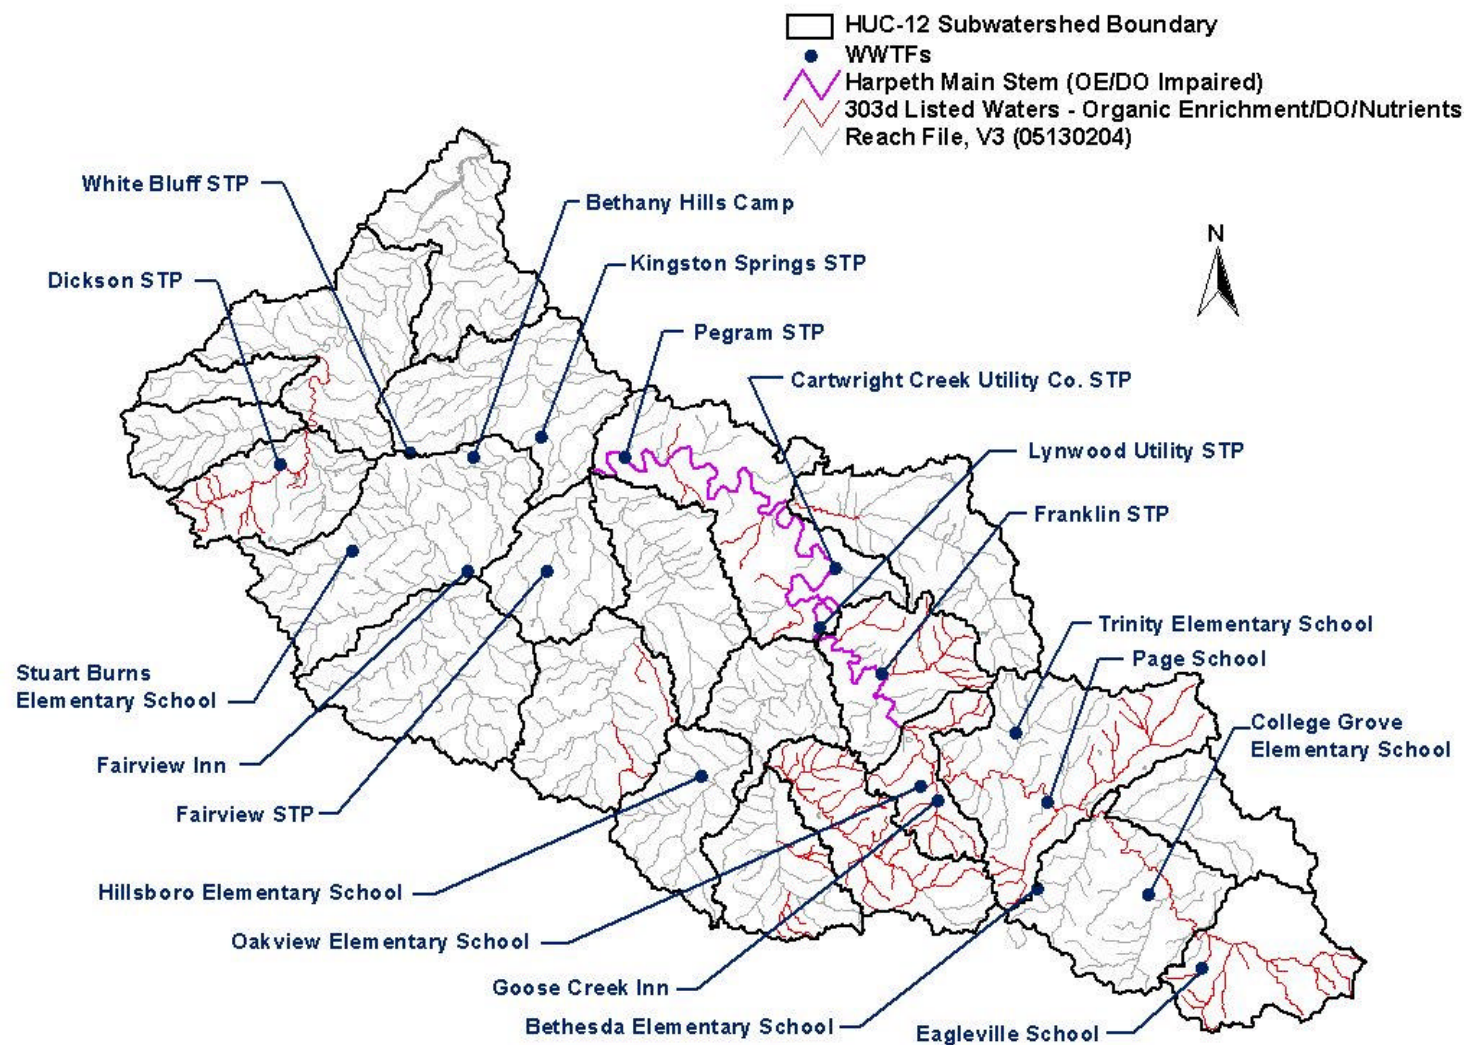 HUC-12 Subwatershed Boundary
WWTFs
Harpeth Main Stem (OE/DO Impaired)
303d Listed Waters - Organic Enrichment/DO/Nutrients
Reach File, V3 (05130204)
White Bluff STP
Bethany Hills Camp
N
Kingston Springs STP
Dickson STP
Pegram STP
Cartwright Creek Utility Co. STP
Lynwood Utility STP
Franklin STP
Trinity Elementary School
Page School
Stuart Burns
Elementary School
College Grove
Elementary School
Fairview Inn
Fairview STP
Hillsboro Elementary School
Oakview Elementary School
Goose Creek Inn
Bethesda Elementary School
Eagleville School